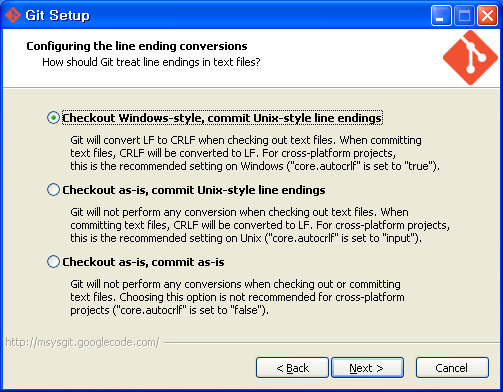 Git Setup
Configuring the line ending conversions
How should Git treat line endings in text files?
Checkout Windows-style, commit Unix-style line endings
Git will convert LF to CRLF when checking out text files. When committing
text files, CRLF will be converted to LF. For cross-platform projects,
this is the recommended setting on Windows ("core.autocrlf" is set to "true").
Checkout as-is, commit Unix-style line endings
Git will not perform any conversion when checking out text files. When
committing text files, CRLF will be converted to LF. For cross-platform projects,
this is the recommended setting on Unix ("core.autocrlf" is set to "input").
Checkout as-is, commit as-is
Git will not perform any conversions when checking out or committing
text files. Choosing this option is not recommended for cross-platform
projects ("core.autocrlf" is set to "false").
http://msysgit.googlecode.com/
< Back Next > Cancel